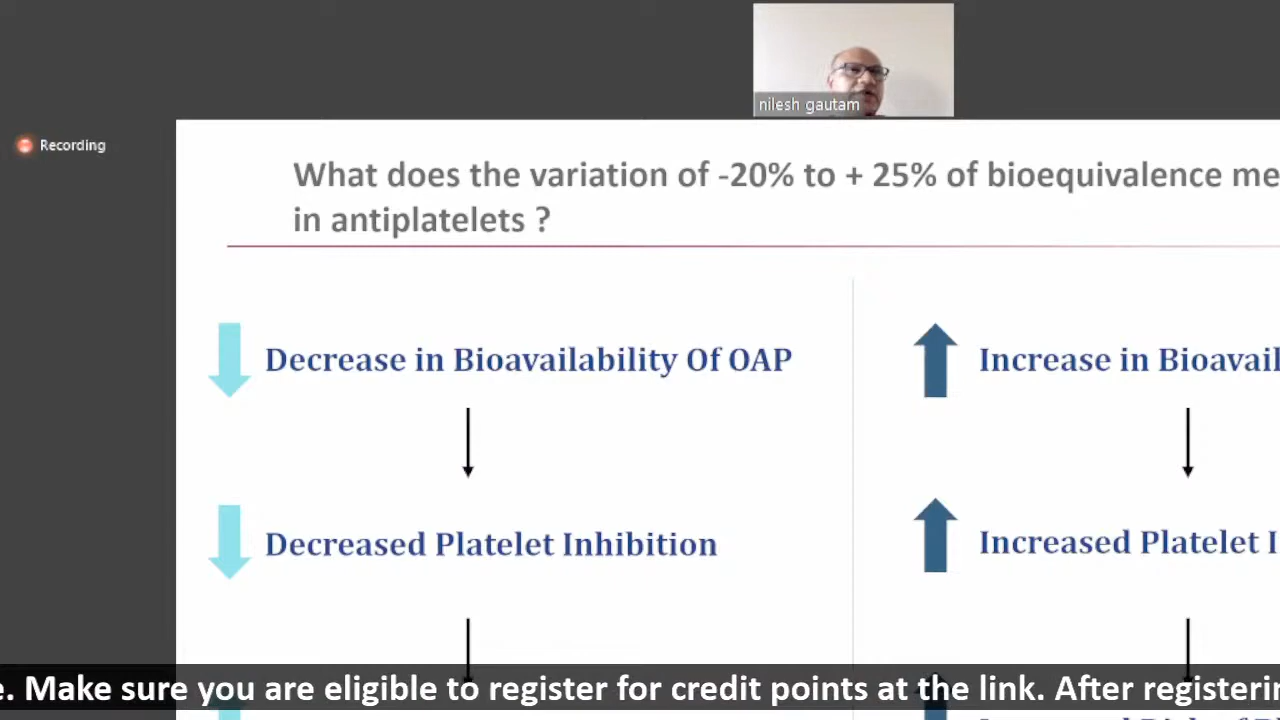 nilesh gautam
Recording
What does the variation of -20% to + 25% of bioequivalence me
in antiplatelets ?
Decrease in Bioavailability Of OAP
Increase in Bioavail
Decreased Platelet Inhibition
Increased Platelet I
e. Make sure you are eligible to register for credit points at the link. After registerin